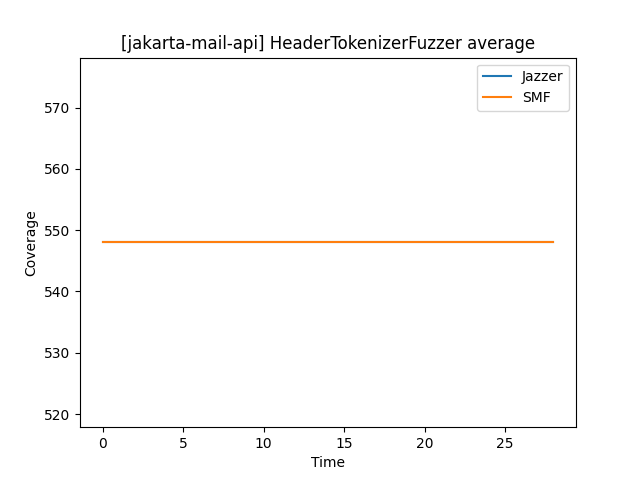 [jakarta-mail-api] HeaderTokenizerFuzzer average
Jazzer
SMF
570
560
550
540
530
520
Coverage
0 5 10 15 20 25
Time